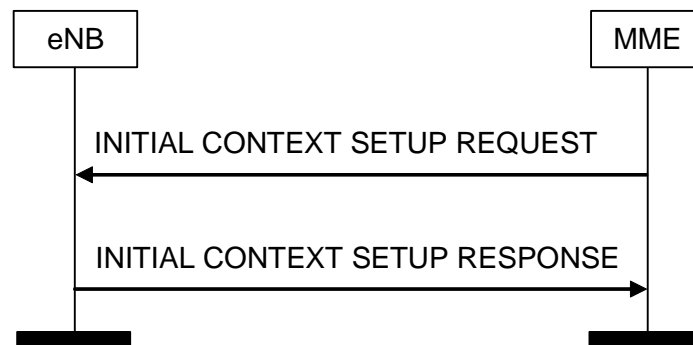 eNB
MME
INITIAL CONTEXT SETUP REQUEST
INITIAL CONTEXT SETUP RESPONSE